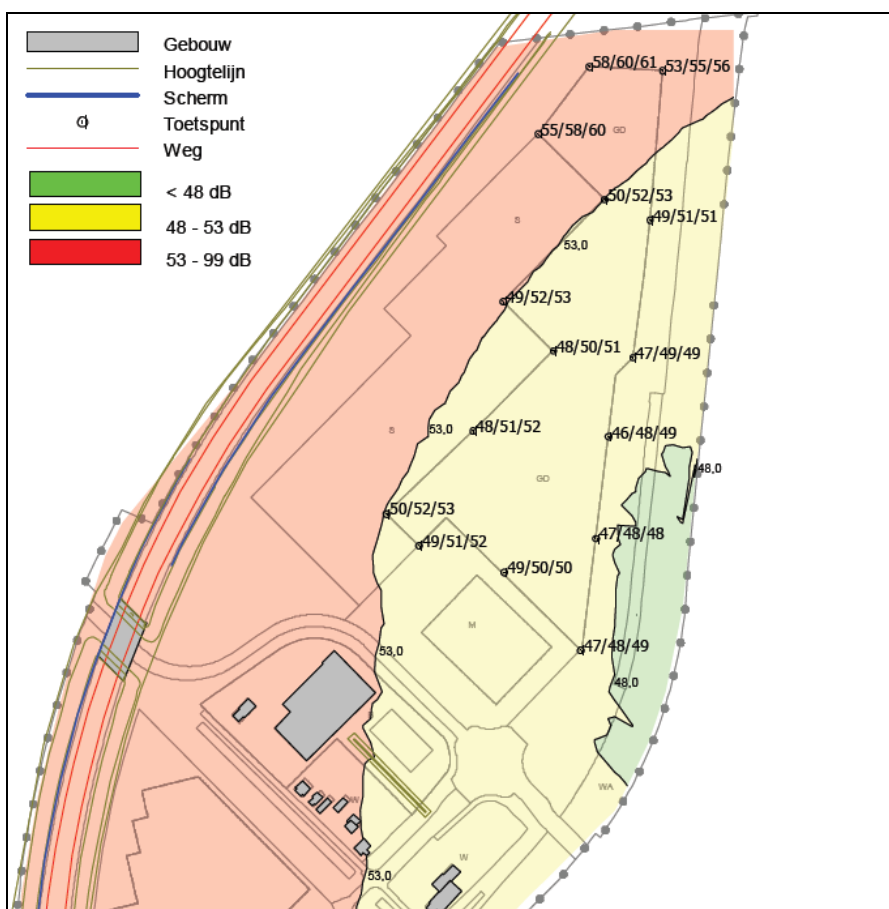 Gebouw
Hoogtelijn
Scherm
Toetspunt
Weg
< 48 dB
48 - 53 dB
53 - 99 dB
58/60/61
53/55/56
55/58/60
GD
50/52/53
49/51/51
S
53,0
49/52/53
48/50/51
47/49/49
48/51/52
53,0
S
46/48/49
48,0
GD
50/52/53
47/48/48
49/51/52
49/50/50
M
53,0
47/48/49
48,0
WA
W
W
53,0